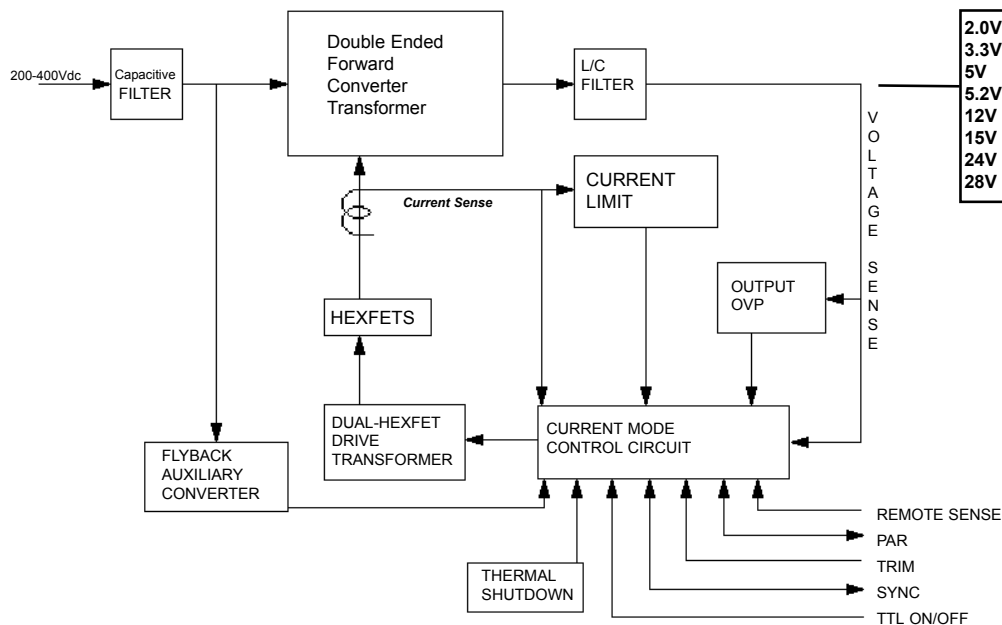 200-400Vdc
Capacitive
FILTER
Double Ended
Forward
Converter
Transformer
L/C
FILTER
2.0V
3.3V
5V
5.2V
12V
15V
24V
28V
VOLTAGE SENSE
Current Sense
CURRENT
LIMIT
OUTPUT
OVP
HEXFETS
DUAL-HEXFET
DRIVE
TRANSFORMER
CURRENT MODE
CONTROL CIRCUIT
FLYBACK
AUXILIARY
CONVERTER
THERMAL
SHUTDOWN
REMOTE SENSE
PAR
TRIM
SYNC
TTL ON/OFF